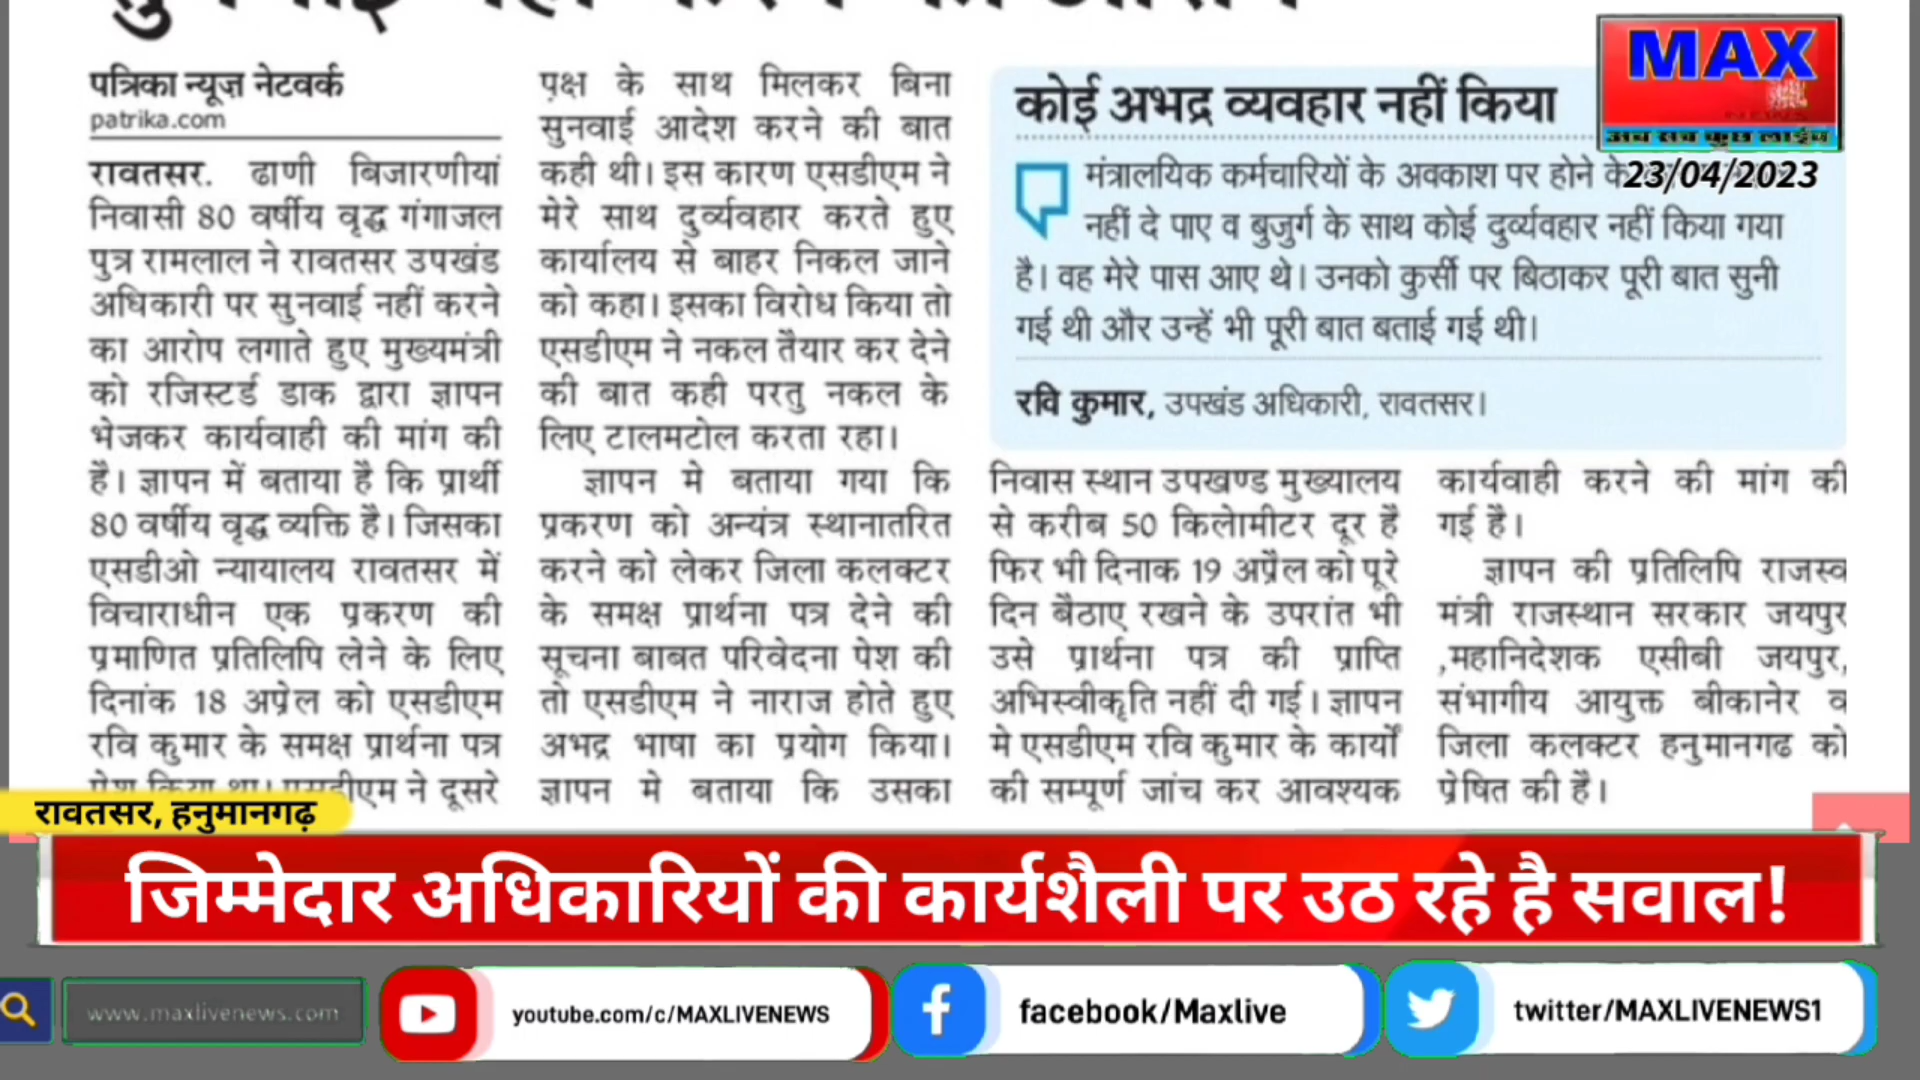 पत्रिका न्यूज़ नेटवर्क
patrika.com
रावतसर. ढाणी बिजारणीयां
निवासी 80 वर्षीय वृद्ध गंगाजल
पुत्र रामलाल ने रावतसर उपखंड
अधिकारी पर सुनवाई नहीं करने
का आरोप लगाते हुए मुख्यमंत्री
को रजिस्टर्ड डाक द्वारा ज्ञापन
भेजकर कार्यवाही की मांग की
है। ज्ञापन में बताया है कि प्रार्थी
80 वर्षीय वृद्ध व्यक्ति है। जिसका
एसडीओ न्यायालय रावतसर में
विचाराधीन एक प्रकरण की
प्रमाणित प्रतिलिपि लेने के लिए
दिनांक 18 अप्रेल को एसडीएम
रवि कुमार के समक्ष प्रार्थना पत्र
पेश किया था। एसडीएम ने दूसरे
प़क्ष के साथ मिलकर बिना
सुनवाई आदेश करने की बात
कही थी। इस कारण एसडीएम ने
मेरे साथ दुर्व्यवहार करते हुए
कार्यालय से बाहर निकल जाने
को कहा। इसका विरोध किया तो
एसडीएम ने नकल तैयार कर देने
की बात कही परतु नकल के
लिए टालमटोल करता रहा।
ज्ञापन मे बताया गया कि
प्रकरण को अन्यंत्र स्थानातरित
करने को लेकर जिला कलक्टर
के समक्ष प्रार्थना पत्र देने की
सूचना बाबत परिवेदना पेश की
तो एसडीएम ने नाराज होते हुए
अभद्र भाषा का प्रयोग किया।
ज्ञापन मे बताया कि उसका
कोई अभद्र व्यवहार नहीं किया
मंत्रालयिक कर्मचारियों के अवकाश पर होने के
नहीं दे पाए व बुजुर्ग के साथ कोई दुर्व्यवहार नहीं किया गया
है। वह मेरे पास आए थे। उनको कुर्सी पर बिठाकर पूरी बात सुनी
गई थी और उन्हें भी पूरी बात बताई गई थी।
रवि कुमार, उपखंड अधिकारी, रावतसर।
निवास स्थान उपखण्ड मुख्यालय
से करीब 50 किलोमीटर दूर है
फिर भी दिनाक 19 अप्रैल को पूरे
दिन बैठाए रखने के उपरांत भी
उसे प्रार्थना पत्र की प्राप्ति
अभिस्वीकृति नहीं दी गई। ज्ञापन
मे एसडीएम रवि कुमार के कार्यों
की सम्पूर्ण जांच कर आवश्यक
कार्यवाही करने की मांग की
गई है।
ज्ञापन की प्रतिलिपि राजस्व
मंत्री राजस्थान सरकार जयपुर
,महानिदेशक एसीबी जयपुर,
संभागीय आयुक्त बीकानेर व
जिला कलक्टर हनुमानगढ को
प्रेषित की है।
MAX
NEWS
अब सब कुछ लाईव
23/04/2023
रावतसर, हनुमानगढ़
जिम्मेदार अधिकारियों की कार्यशैली पर उठ रहे है सवाल!
www.maxlivenews.com
youtube.com/c/MAXLIVENEWS
facebook/Maxlive
twitter/MAXLIVENEWS1